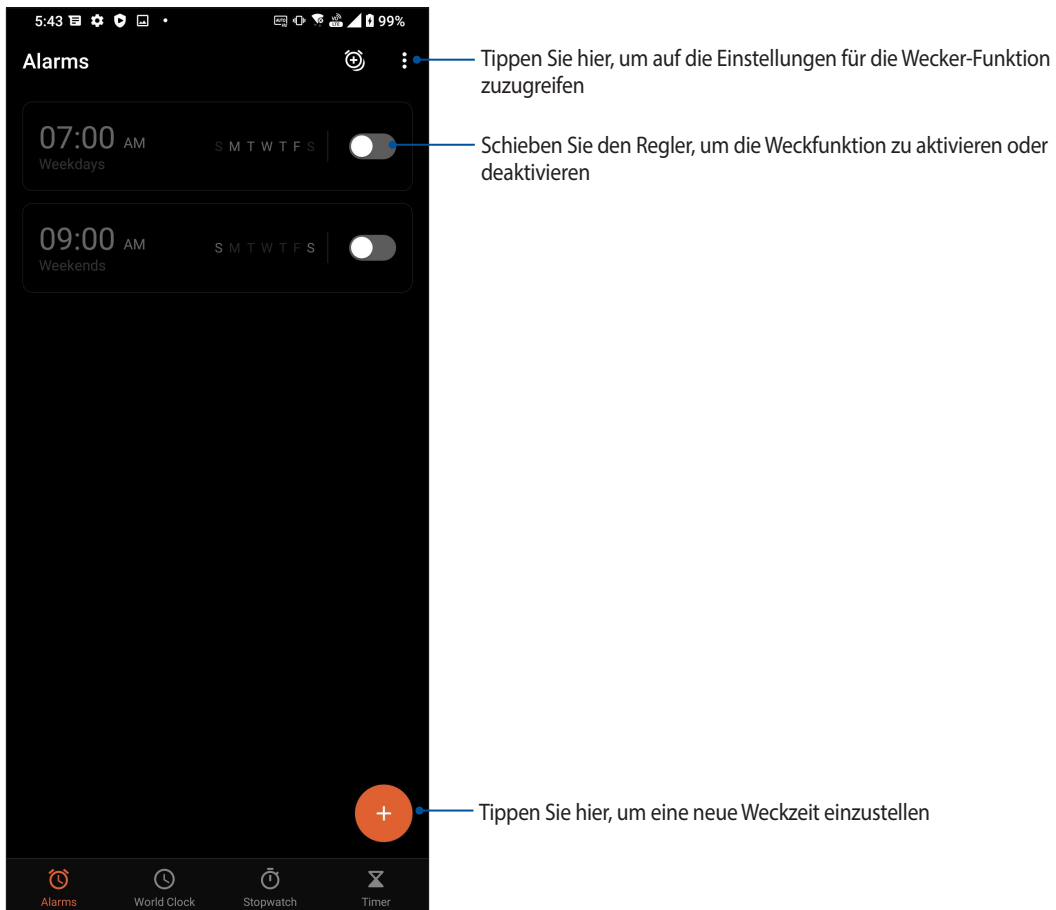 5:43 99%
Alarms
Tippen Sie hier, um auf die Einstellungen für die Wecker-Funktion
zuzugreifen
07:00 AM S M T W T F S
Weekdays
Schieben Sie den Regler, um die Weckfunktion zu aktivieren oder
deaktivieren
09:00 AM S M T W T F S
Weekends
+
Tippen Sie hier, um eine neue Weckzeit einzustellen
Alarms World Clock Stopwatch Timer